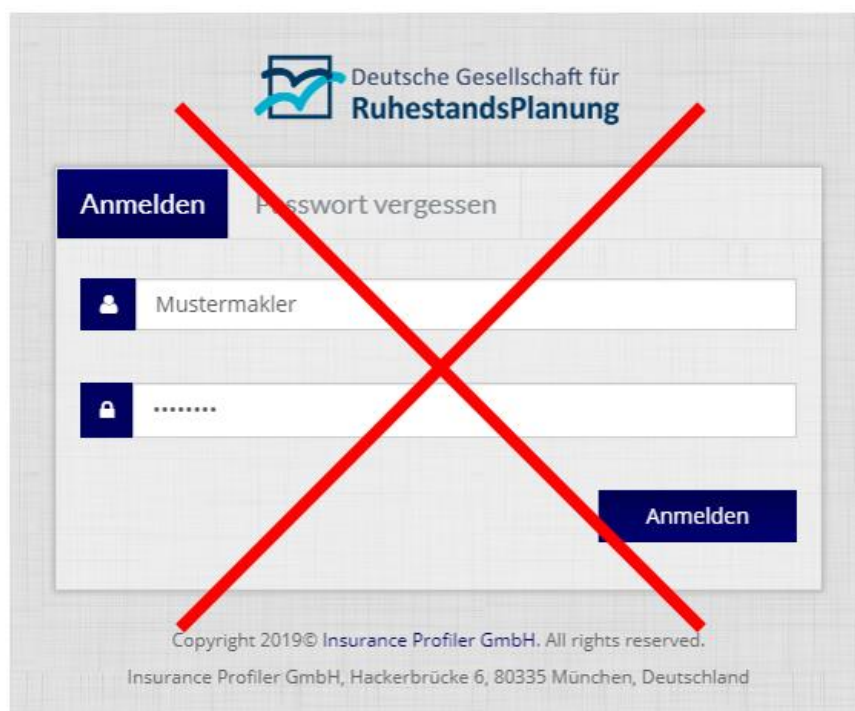 Deutsche Gesellschaft für
RuhestandsPlanung
Anmelden Passwort vergessen
Mustermakler
••••••••
Anmelden
Copyright 2019© Insurance Profiler GmbH. All rights reserved.
Insurance Profiler GmbH, Hackerbrücke 6, 80335 München, Deutschland